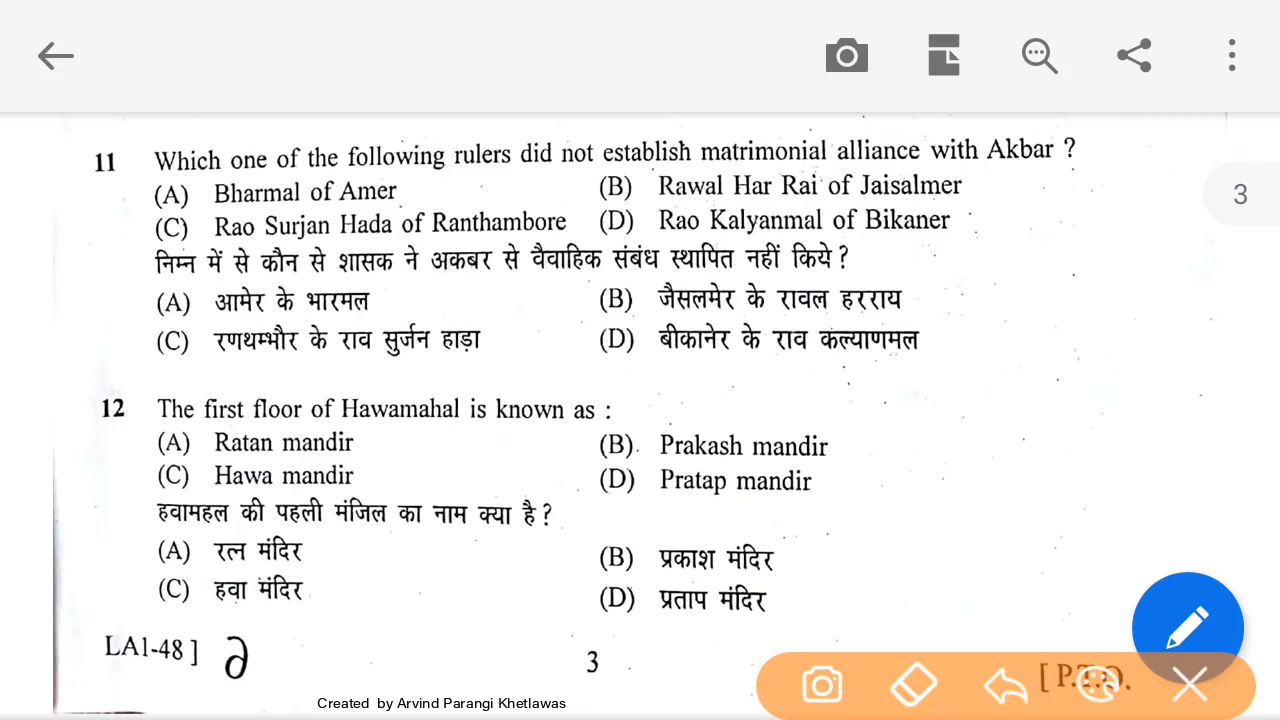 3
11 Which one of the following rulers did not establish matrimonial alliance with Akbar ?
(A) Bharmal of Amer (B) Rawal Har Rai of Jaisalmer
(C) Rao Surjan Hada of Ranthambore (D) Rao Kalyanmal of Bikaner
निम्न में से कौन से शासक ने अकबर से वैवाहिक संबंध स्थापित नहीं किये ?
(A) आमेर के भारमल (B) जैसलमेर के रावल हरराय
(C) रणथम्भौर के राव सुर्जन हाड़ा (D) बीकानेर के राव कल्याणमल
12 The first floor of Hawamahal is known as :
(A) Ratan mandir (B) Prakash mandir
(C) Hawa mandir (D) Pratap mandir
हवामहल की पहली मंजिल का नाम क्या है ?
(A) रत्न मंदिर (B) प्रकाश मंदिर
(C) हवा मंदिर (D) प्रताप मंदिर
LA1-48 ] 3 [ P.T.O.
Created by Arvind Parangi Khetlawas